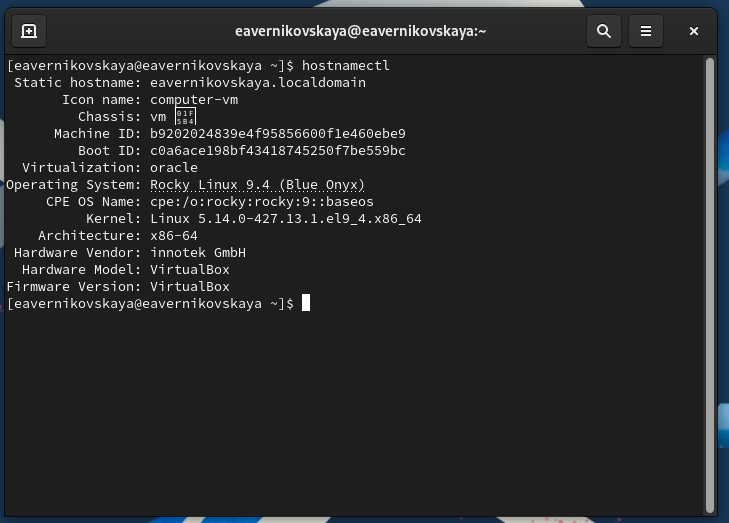 eavernikovskaya@eavernikovskaya:~
[eavernikovskaya@eavernikovskaya ~]$ hostnamectl
Static hostname: eavernikovskaya.localdomain
Icon name: computer-vm
Chassis: vm 🖴
Machine ID: b9202024839e4f95856600f1e460ebe9
Boot ID: c0a6ace198bf43418745250f7be559bc
Virtualization: oracle
Operating System: Rocky Linux 9.4 (Blue Onyx)
CPE OS Name: cpe:/o:rocky:rocky:9::baseos
Kernel: Linux 5.14.0-427.13.1.el9_4.x86_64
Architecture: x86-64
Hardware Vendor: innotek GmbH
Hardware Model: VirtualBox
Firmware Version: VirtualBox
[eavernikovskaya@eavernikovskaya ~]$